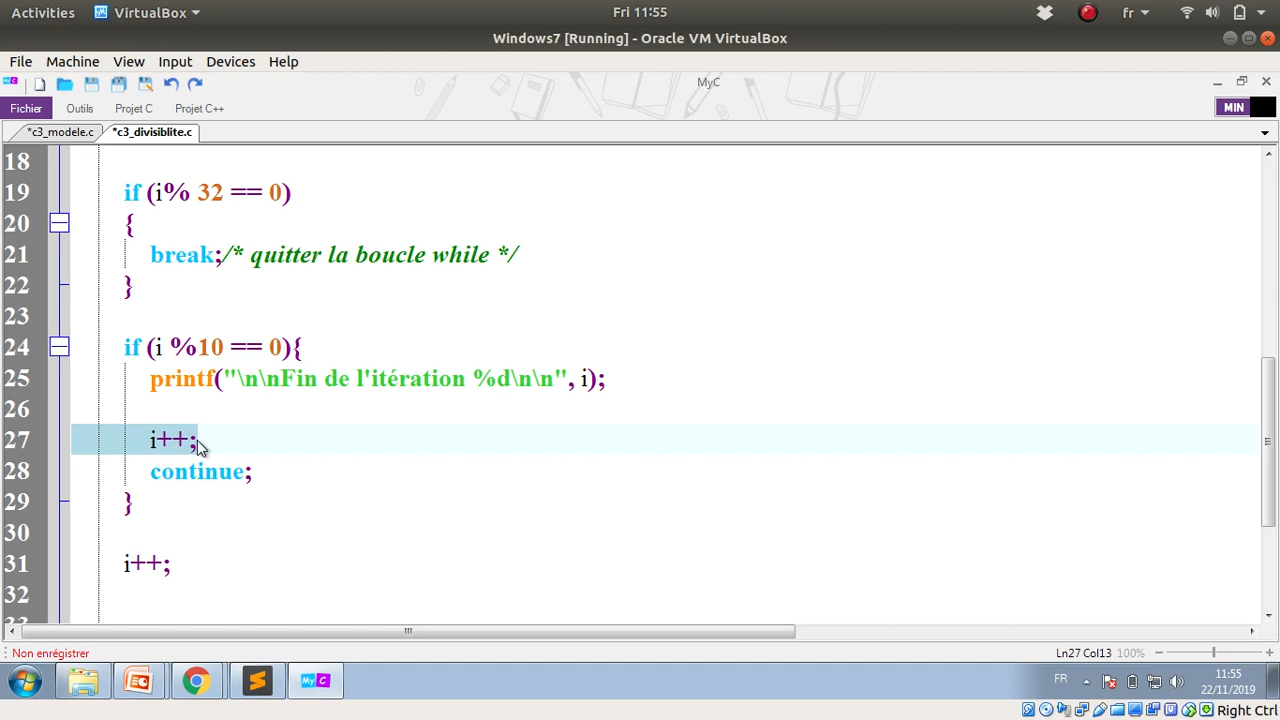 Activities VirtualBox Fri 11:55 fr
Windows7 [Running] - Oracle VM VirtualBox
File Machine View Input Devices Help
MyC
Fichier Outils Projet C Projet C++ MIN
*c3_modele.c *c3_divisiblite.c
18
19 if (i% 32 == 0)
20 {
21 break;/* quitter la boucle while */
22 }
23
24 if (i %10 == 0){
25 printf("\n\nFin de l'itération %d\n\n", i);
26
27 i++;
28 continue;
29 }
30
31 i++;
32
Non enrégistrer Ln27 Col13 100%
FR 11:55
22/11/2019
MyC
Right Ctrl